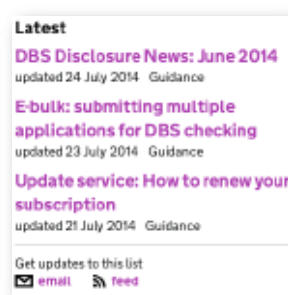 Latest
DBS Disclosure News: June 2014
updated 24 July 2014 Guidance
E-bulk: submitting multiple
applications for DBS checking
updated 23 July 2014 Guidance
Update service: How to renew your
subscription
updated 21 July 2014 Guidance
Get updates to this list
email feed